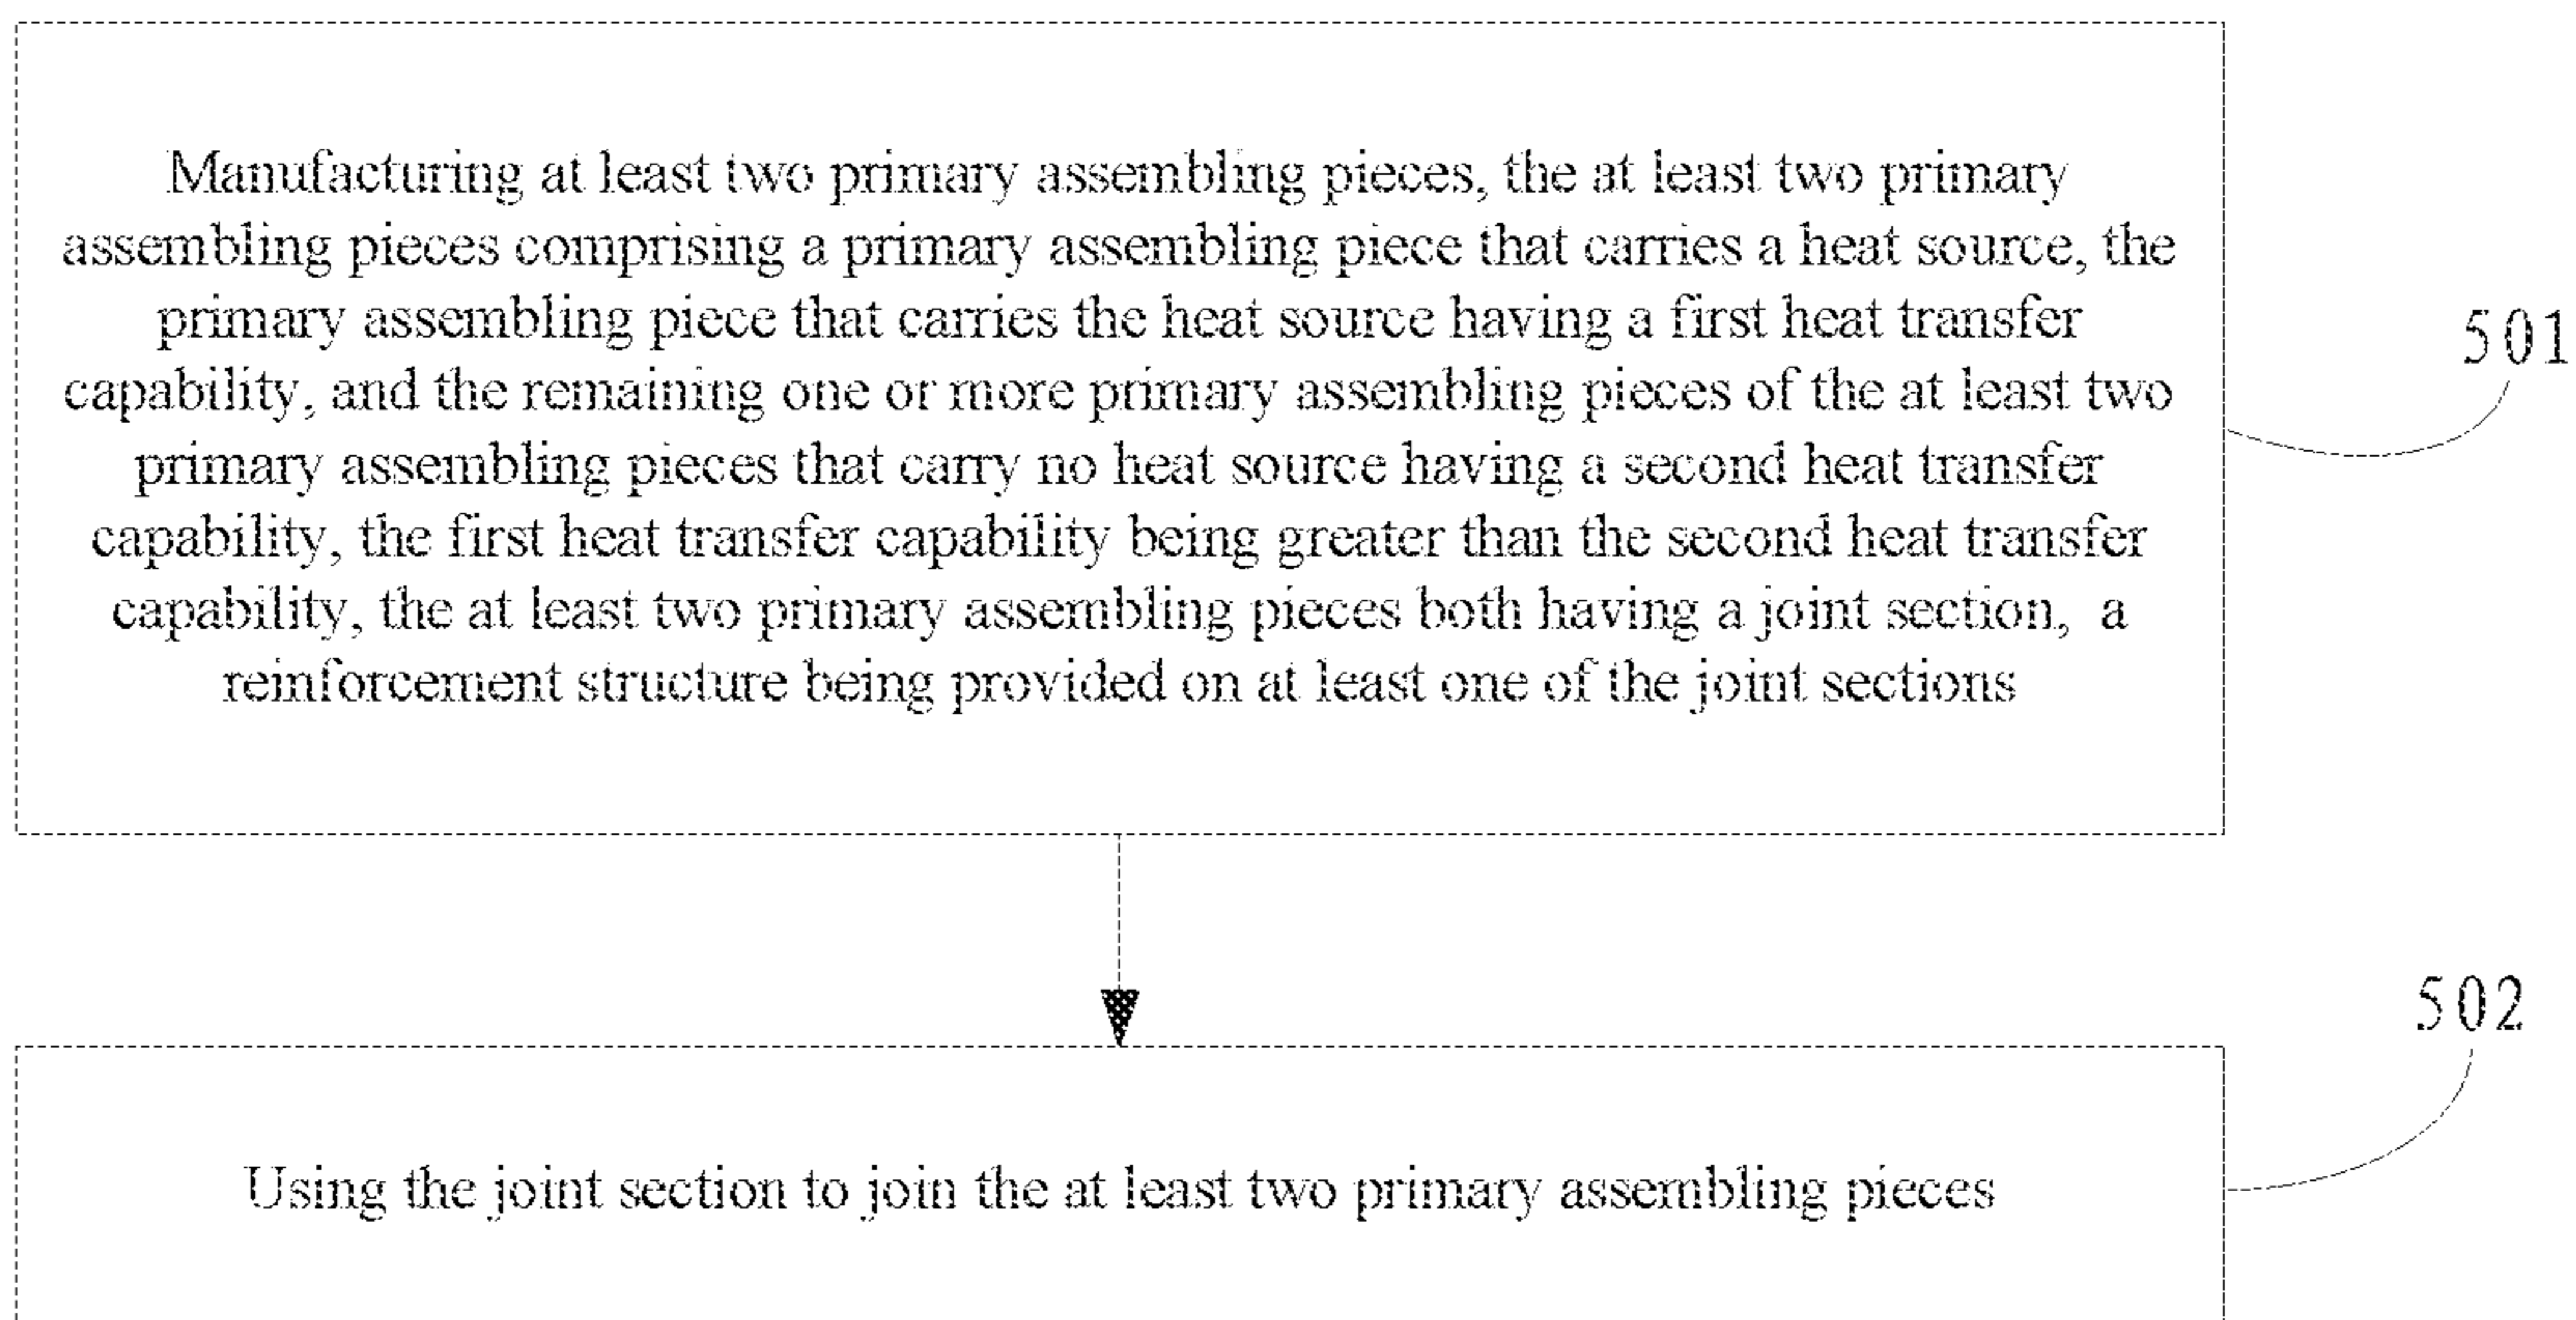 Manufacturing at least two primary assembling pieces, the at least two primary
assembling pieces comprising a primary assembling piece that carries a heat source, the
primary assembling piece that carries the heat source having a first heat transfer
capability, and the remaining one or more primary assembling pieces of the at least two
primary assembling pieces that carry no heat source having a second heat transfer
capability, the first heat transfer capability being greater than the second heat transfer
capability, the at least two primary assembling pieces both having a joint section, a
reinforcement structure being provided on at least one of the joint sections
501
502
Using the joint section to join the at least two primary assembling pieces